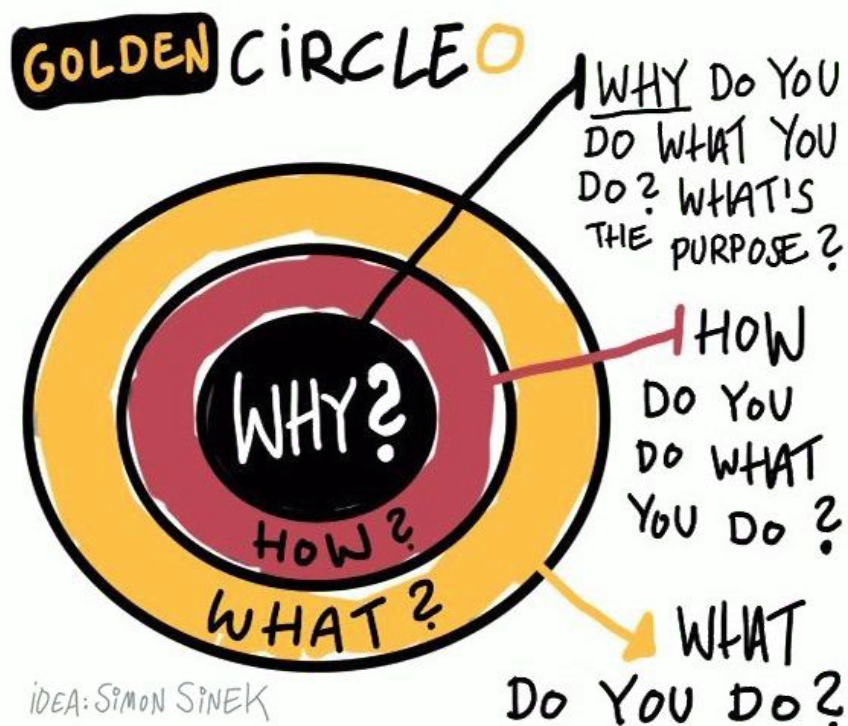 GOLDEN CiRCLE
WHY DO YOU
DO WHAT YOU
DO? WHAT'S
THE PURPOSE?
HOW
DO YOU
DO WHAT
YOU DO?
WHAT
DO YOU DO?
WHY?
HOW?
WHAT?
iDEA: SiMON SiNEK